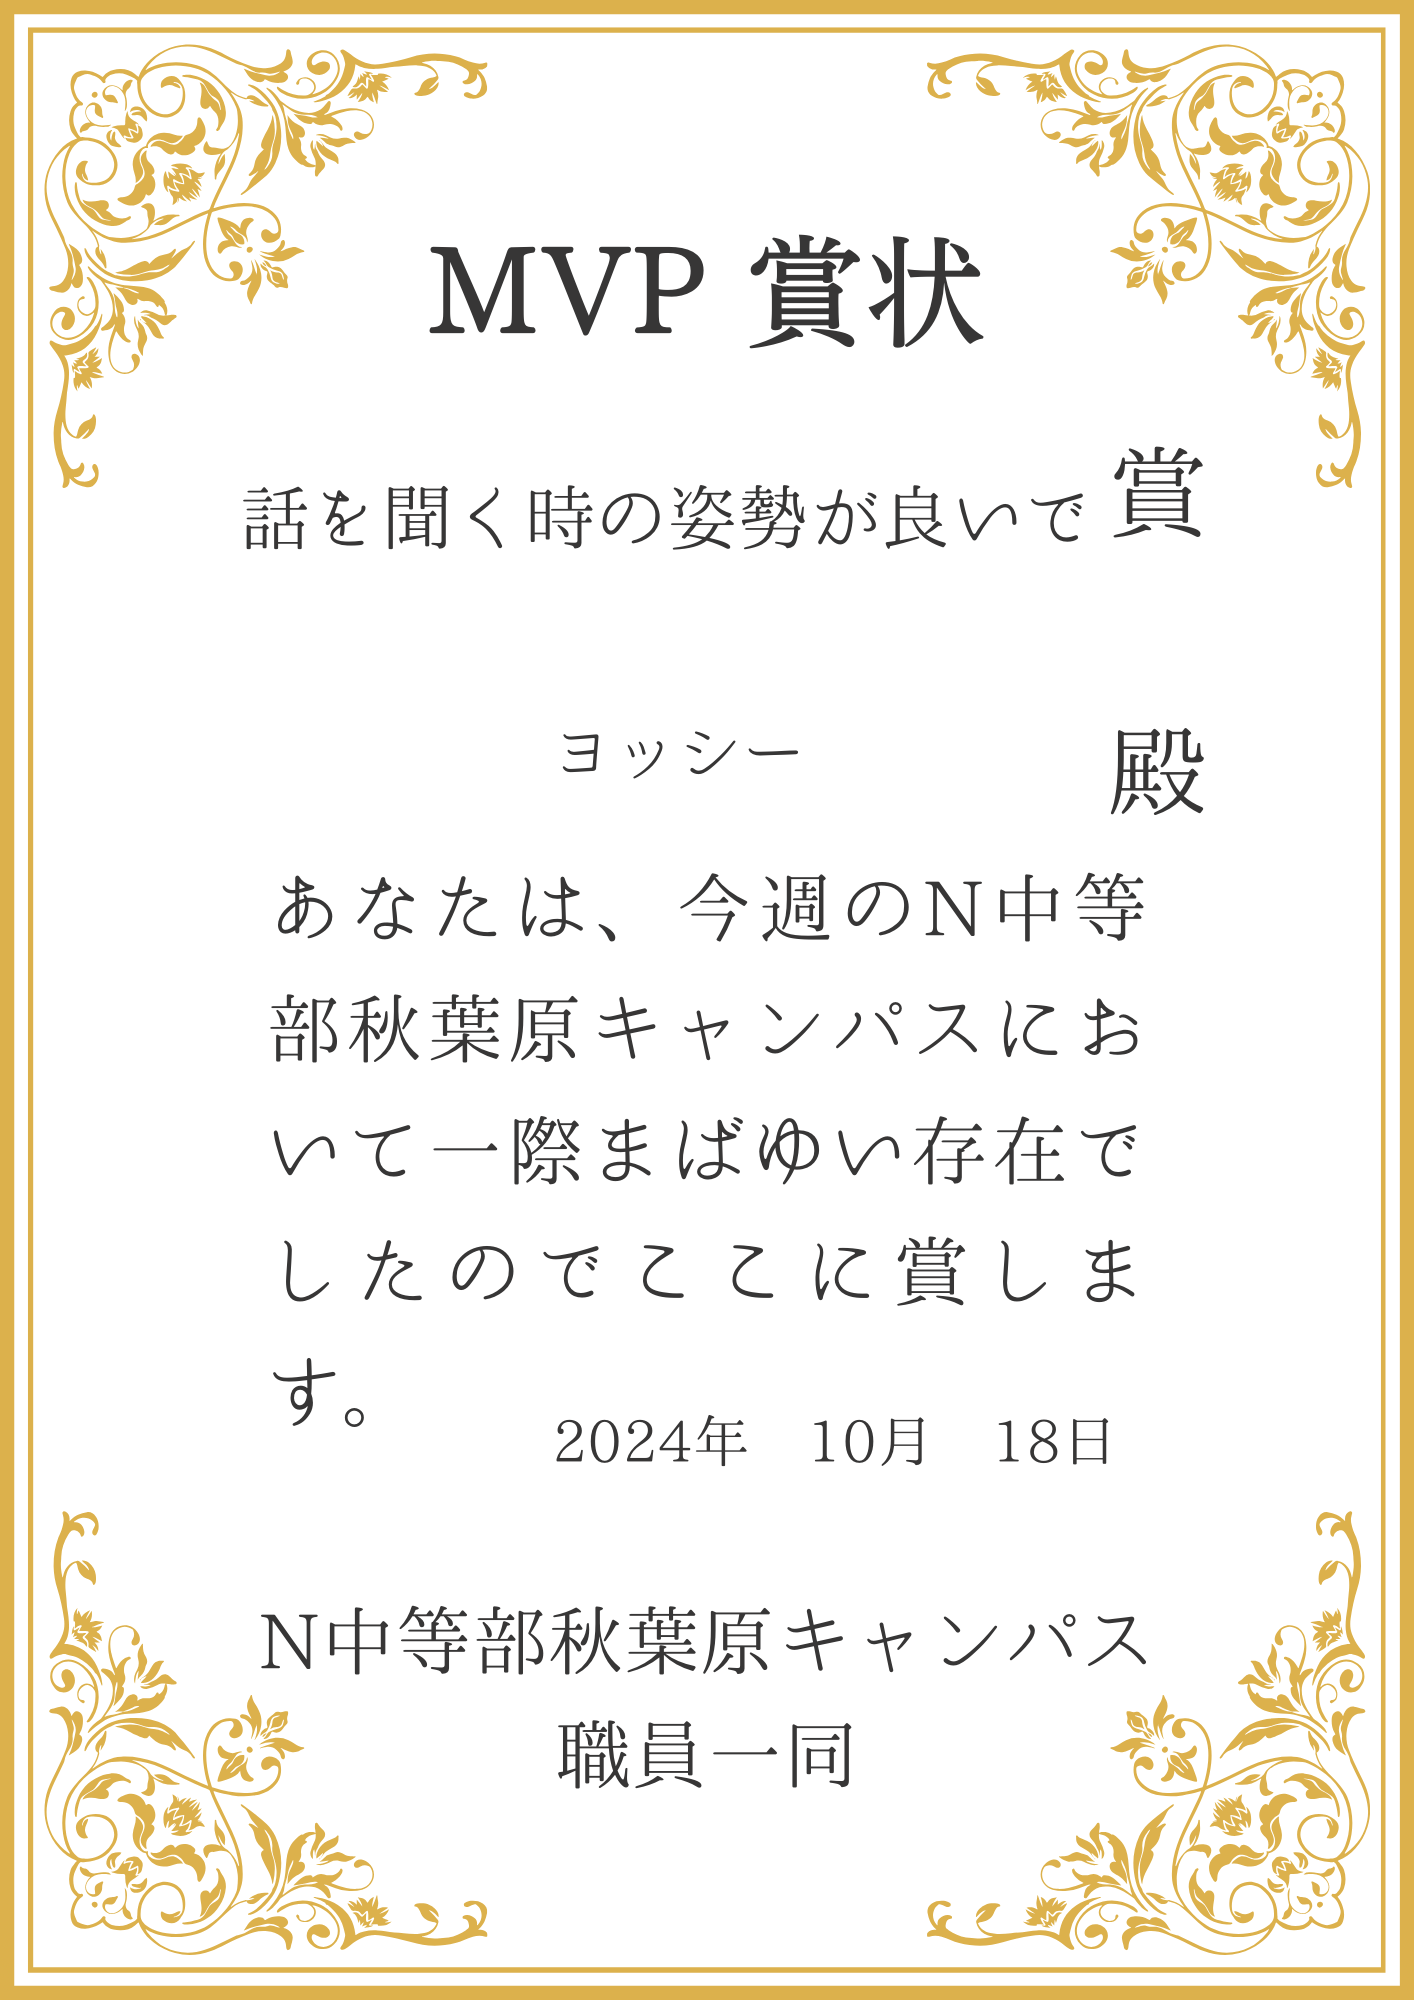 MVP 賞状
話を聞く時の姿勢が良いで賞
ヨッシー 殿
あなたは、今週のN中等
部秋葉原キャンパスにお
いて一際まばゆい存在で
したのでここに賞しま
す。
2024年　10月　18日
N中等部秋葉原キャンパス
職員一同